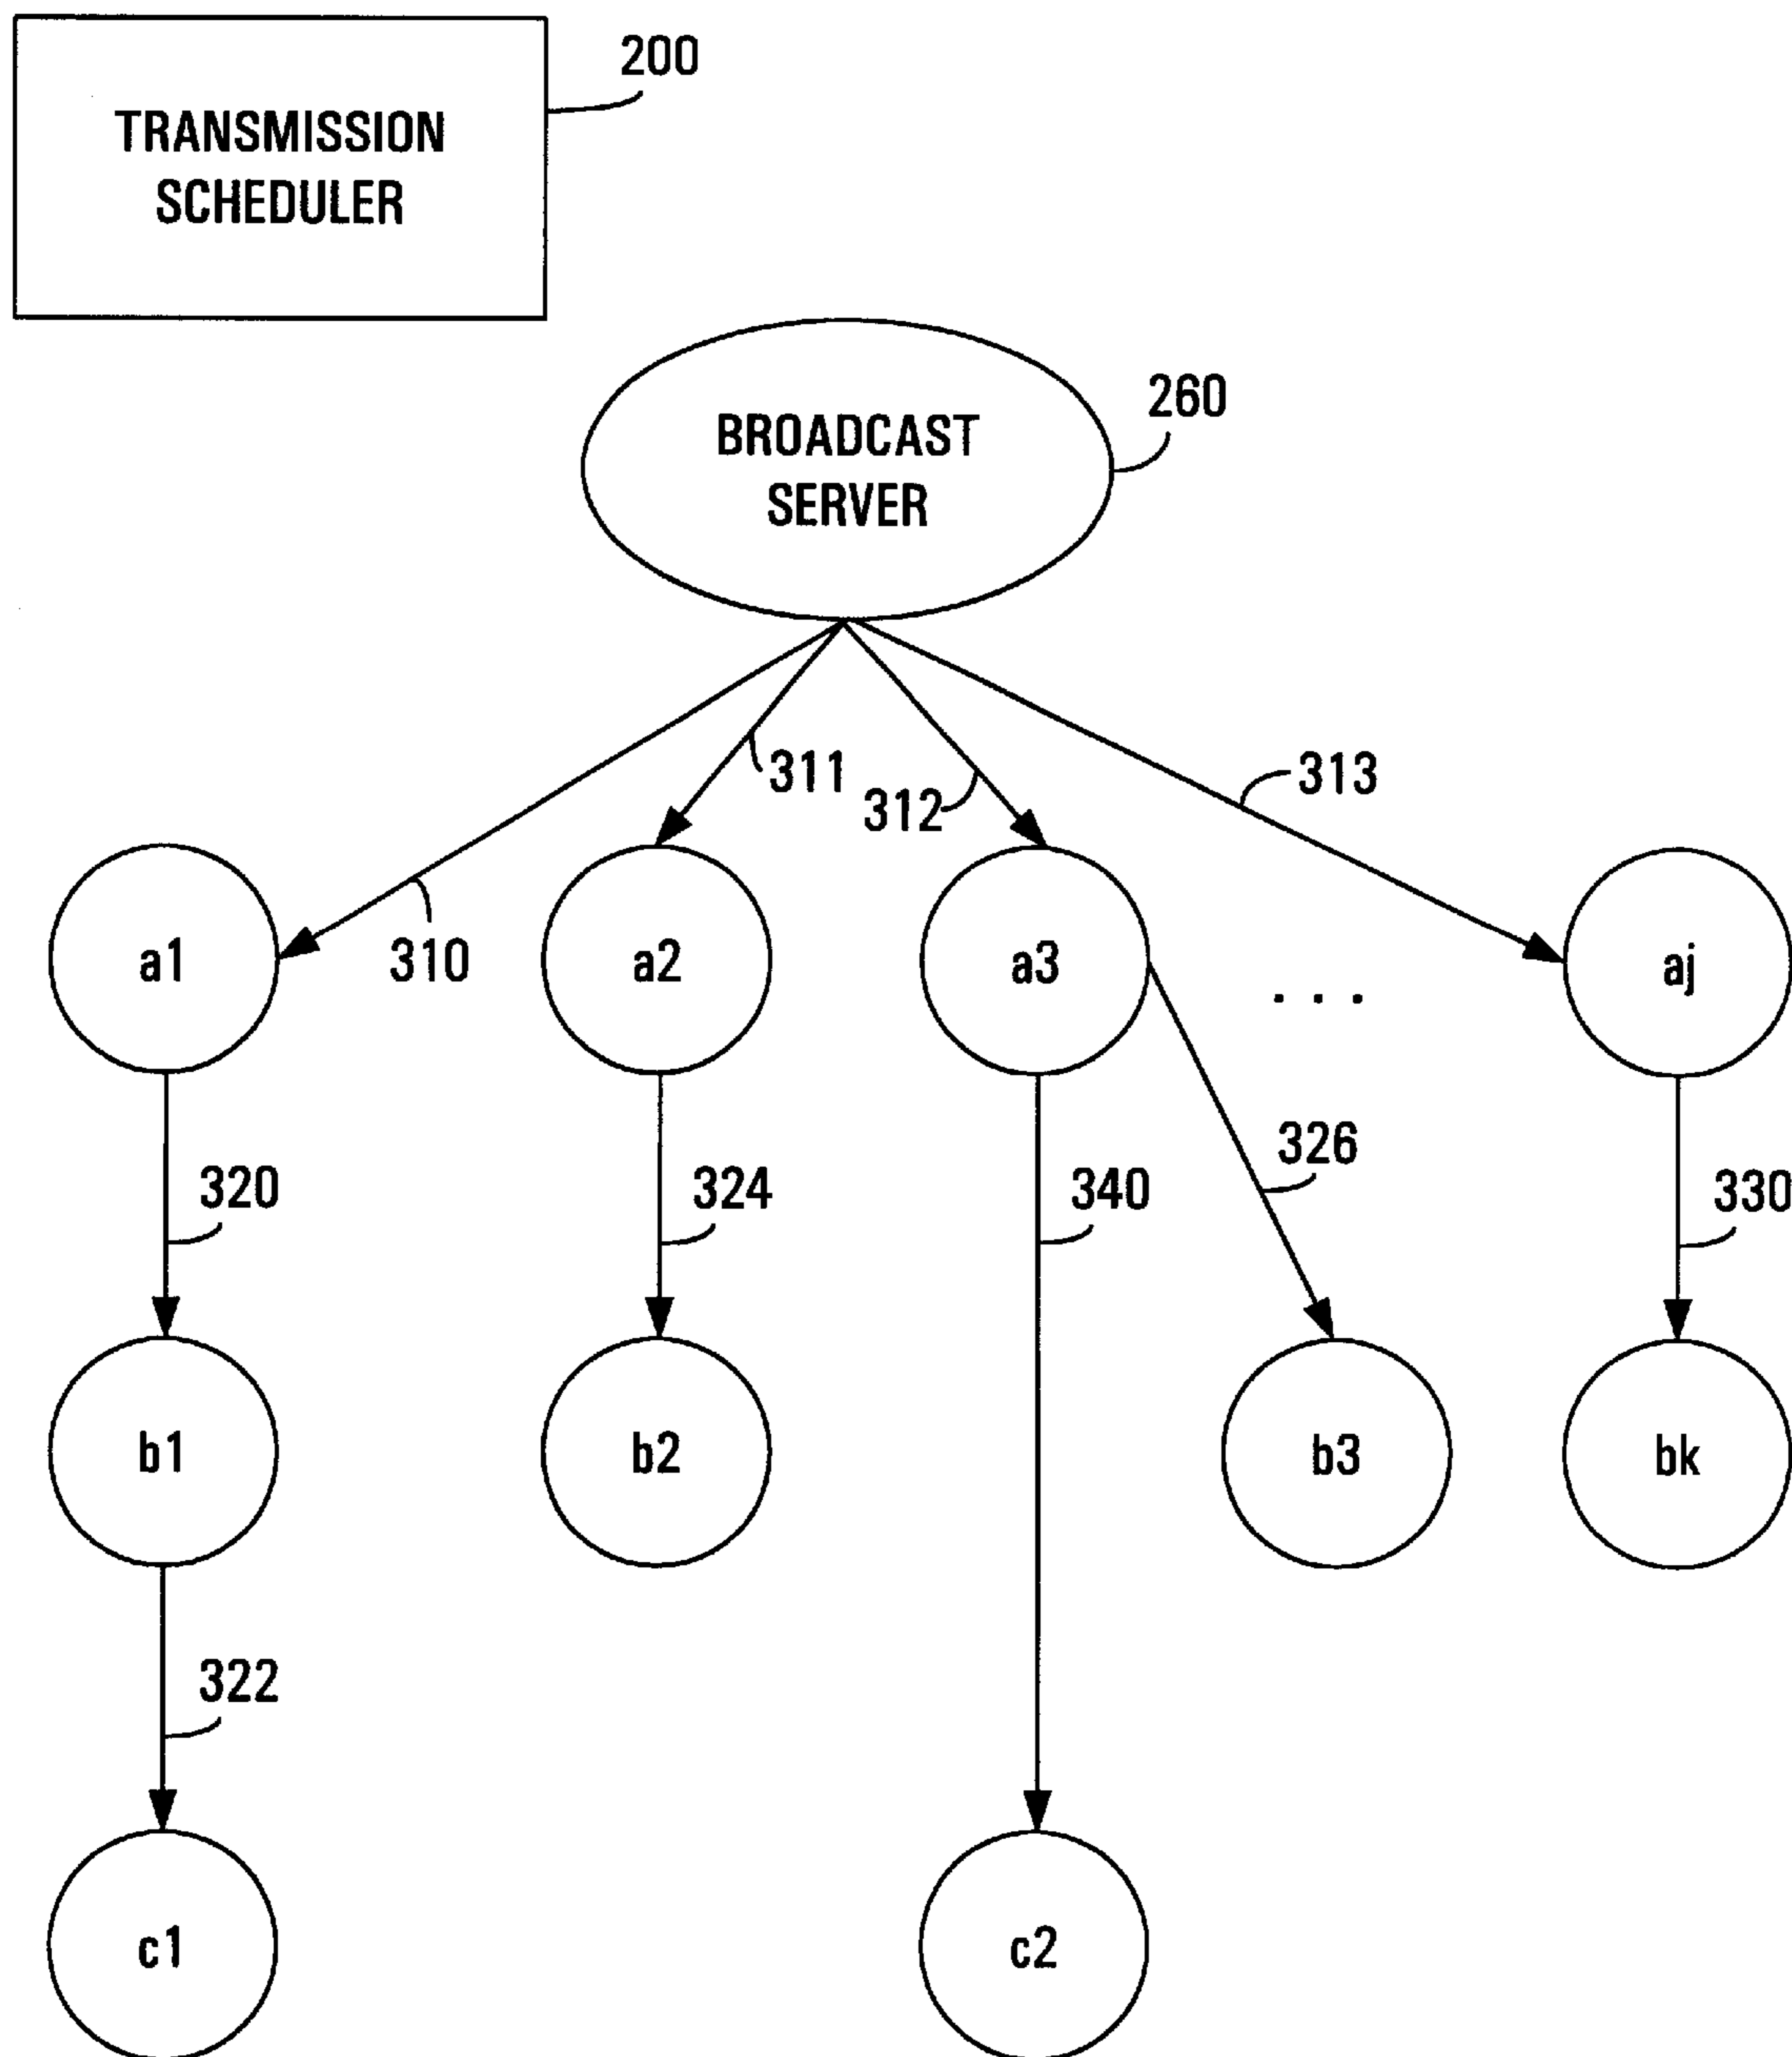 200
TRANSMISSION
SCHEDULER
260
BROADCAST
SERVER
311
312
313
310
a1
a2
a3
. . .
aj
320
324
340
326
330
b1
b2
b3
bk
322
c1
c2